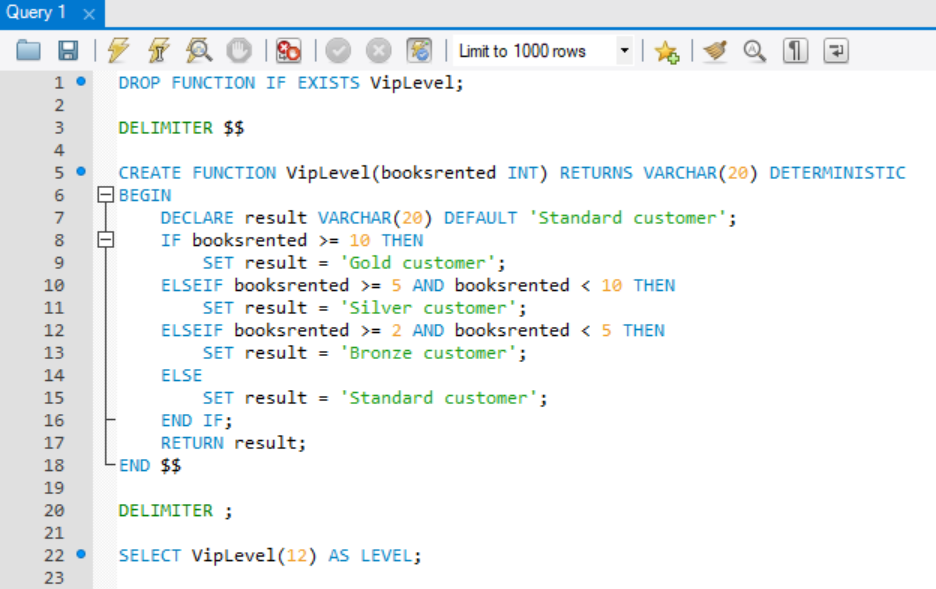 Query 1
Limit to 1000 rows
1 DROP FUNCTION IF EXISTS VipLevel;
2
3 DELIMITER $$
4
5 CREATE FUNCTION VipLevel(booksrented INT) RETURNS VARCHAR(20) DETERMINISTIC
6 BEGIN
7     DECLARE result VARCHAR(20) DEFAULT 'Standard customer';
8     IF booksrented >= 10 THEN
9         SET result = 'Gold customer';
10     ELSEIF booksrented >= 5 AND booksrented < 10 THEN
11         SET result = 'Silver customer';
12     ELSEIF booksrented >= 2 AND booksrented < 5 THEN
13         SET result = 'Bronze customer';
14     ELSE
15         SET result = 'Standard customer';
16     END IF;
17     RETURN result;
18 END $$
19
20 DELIMITER ;
21
22 SELECT VipLevel(12) AS LEVEL;
23